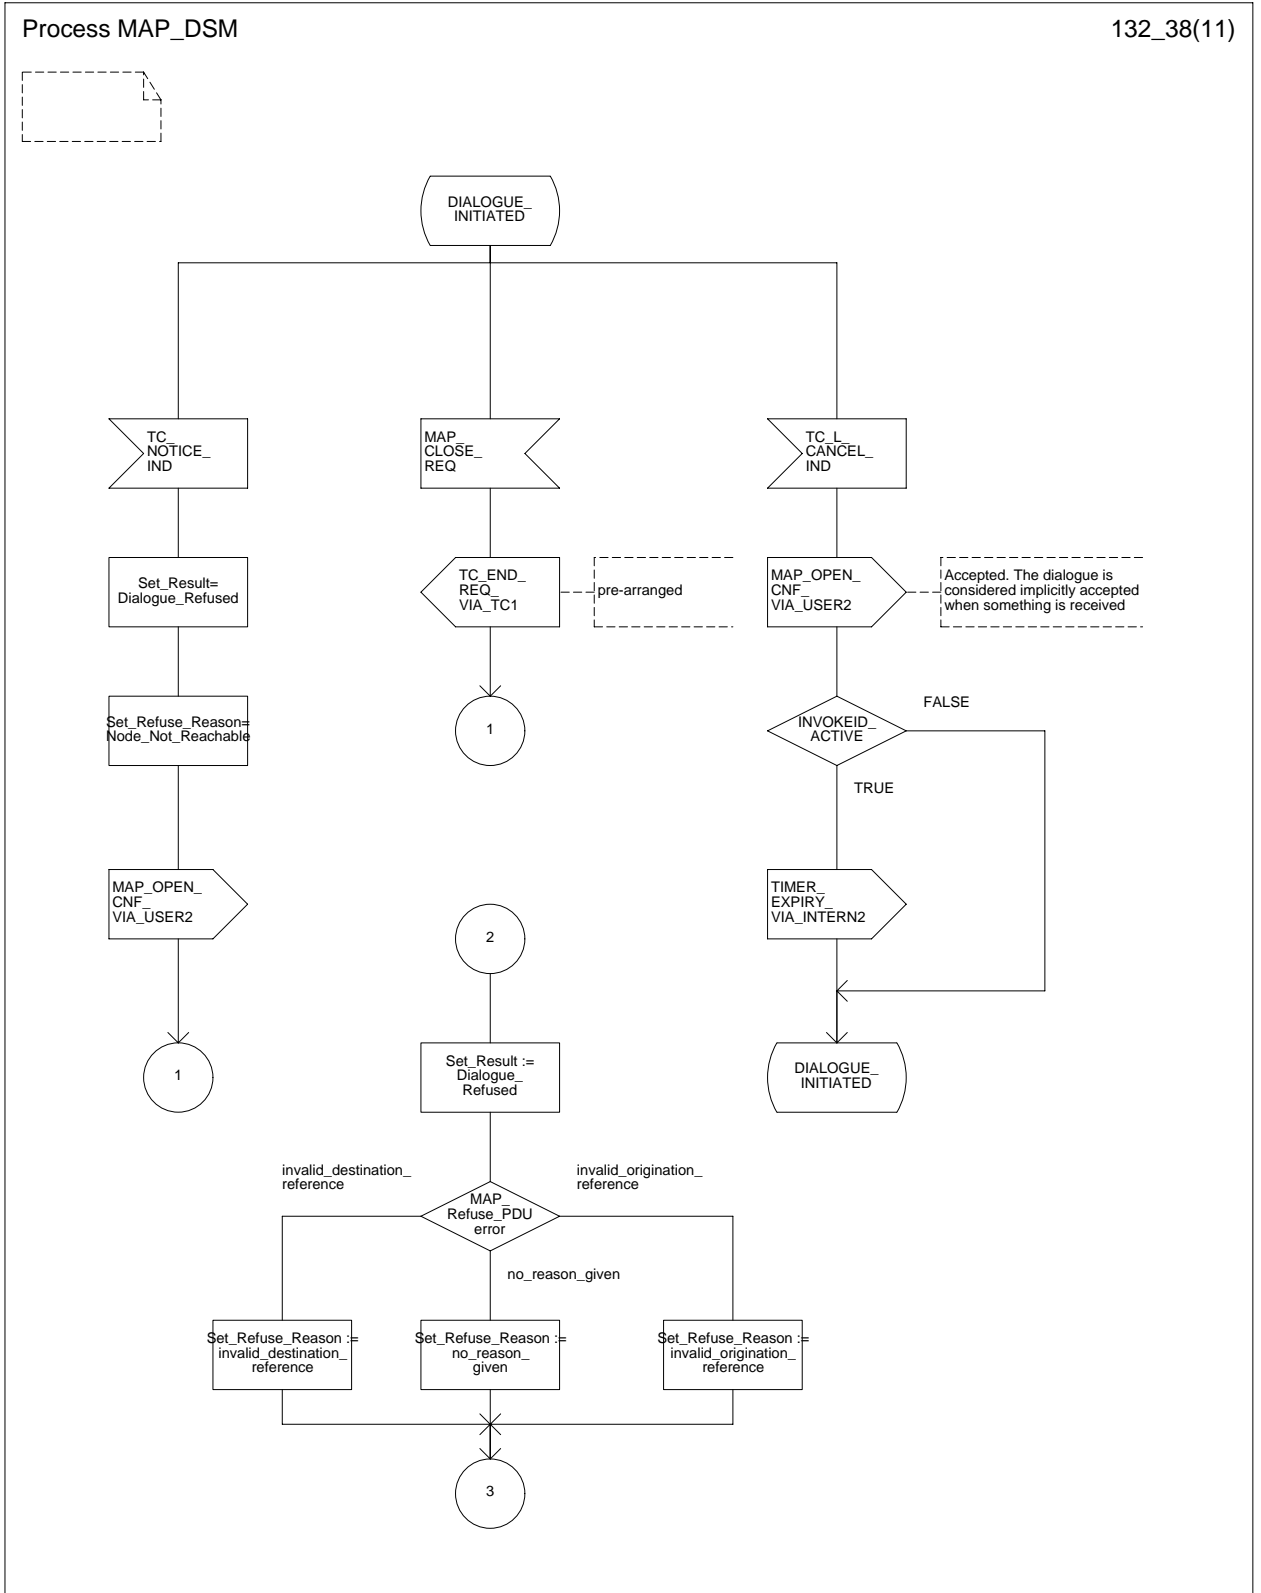 Process MAP_DSM
132_38(11)
DIALOGUE_
INITIATED
TC_
NOTICE_
IND
MAP_
CLOSE_
REQ
TC_L_
CANCEL_
IND
Set_Result=
Dialogue_Refused
TC_END_
REQ_
VIA_TC1
pre-arranged
MAP_OPEN_
CNF_
VIA_USER2
Accepted. The dialogue is
considered implicitly accepted
when something is received
Set_Refuse_Reason=
Node_Not_Reachable
1
INVOKEID_
ACTIVE
FALSE
TRUE
MAP_OPEN_
CNF_
VIA_USER2
2
TIMER_
EXPIRY_
VIA_INTERN2
1
Set_Result :=
Dialogue_
Refused
DIALOGUE_
INITIATED
invalid_destination_
reference
invalid_origination_
reference
MAP_
Refuse_PDU
error
no_reason_given
Set_Refuse_Reason :=
invalid_destination_
reference
Set_Refuse_Reason :=
no_reason_
given
Set_Refuse_Reason :=
invalid_origination_
reference
3